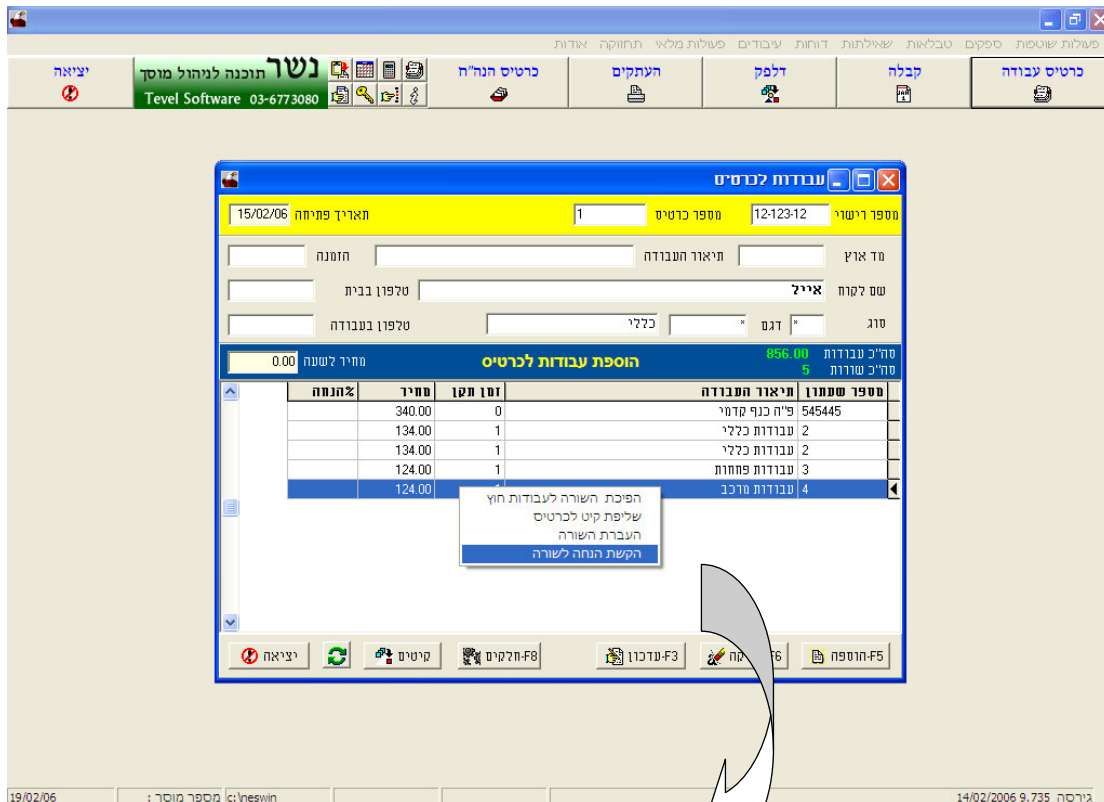 פעולות שוטפות ספקים טבלאות שאילתות דוחות עיבודים פעולות מלאי תחזוקה אודות
כרטיס עבודה קבלה דלפק העתקים כרטיס הנה"ח נשר תוכנה לניהול מוסך יציאה
Tevel Software 03-6773080
עבודות לכרטיס
מספר רישוי 12-123-12 מספר כרטיס 1 תאריך פתיחה 15/02/06
מד אוץ תיאור העבודה הזמנה
שם לקוח אייל טלפון בבית
סוג * דגם * כללי טלפון בעבודה
סה"כ עבודות 856.00
סה"כ שורות 5
הוספת עבודות לכרטיס
מחיר לשעה 0.00
מספר שעתון תיאור העבודה זמן תקן מחיר %הנחה
545445 פ"ה כנף קדמי 0 340.00
2 עבודות כללי 1 134.00
2 עבודות כללי 1 134.00
3 עבודות פחחות 1 124.00
4 עבודות מרכב 124.00
הפיכת השורה לעבודות חוץ
שליפת קיט לכרטיס
העברת השורה
הקשת הנחה לשורה
F5-הוספה F3-עדכון F8-חלקים קיטים יציאה
גירסה 9.735 14/02/2006 c:\neswin מספר מוסך : 19/02/06